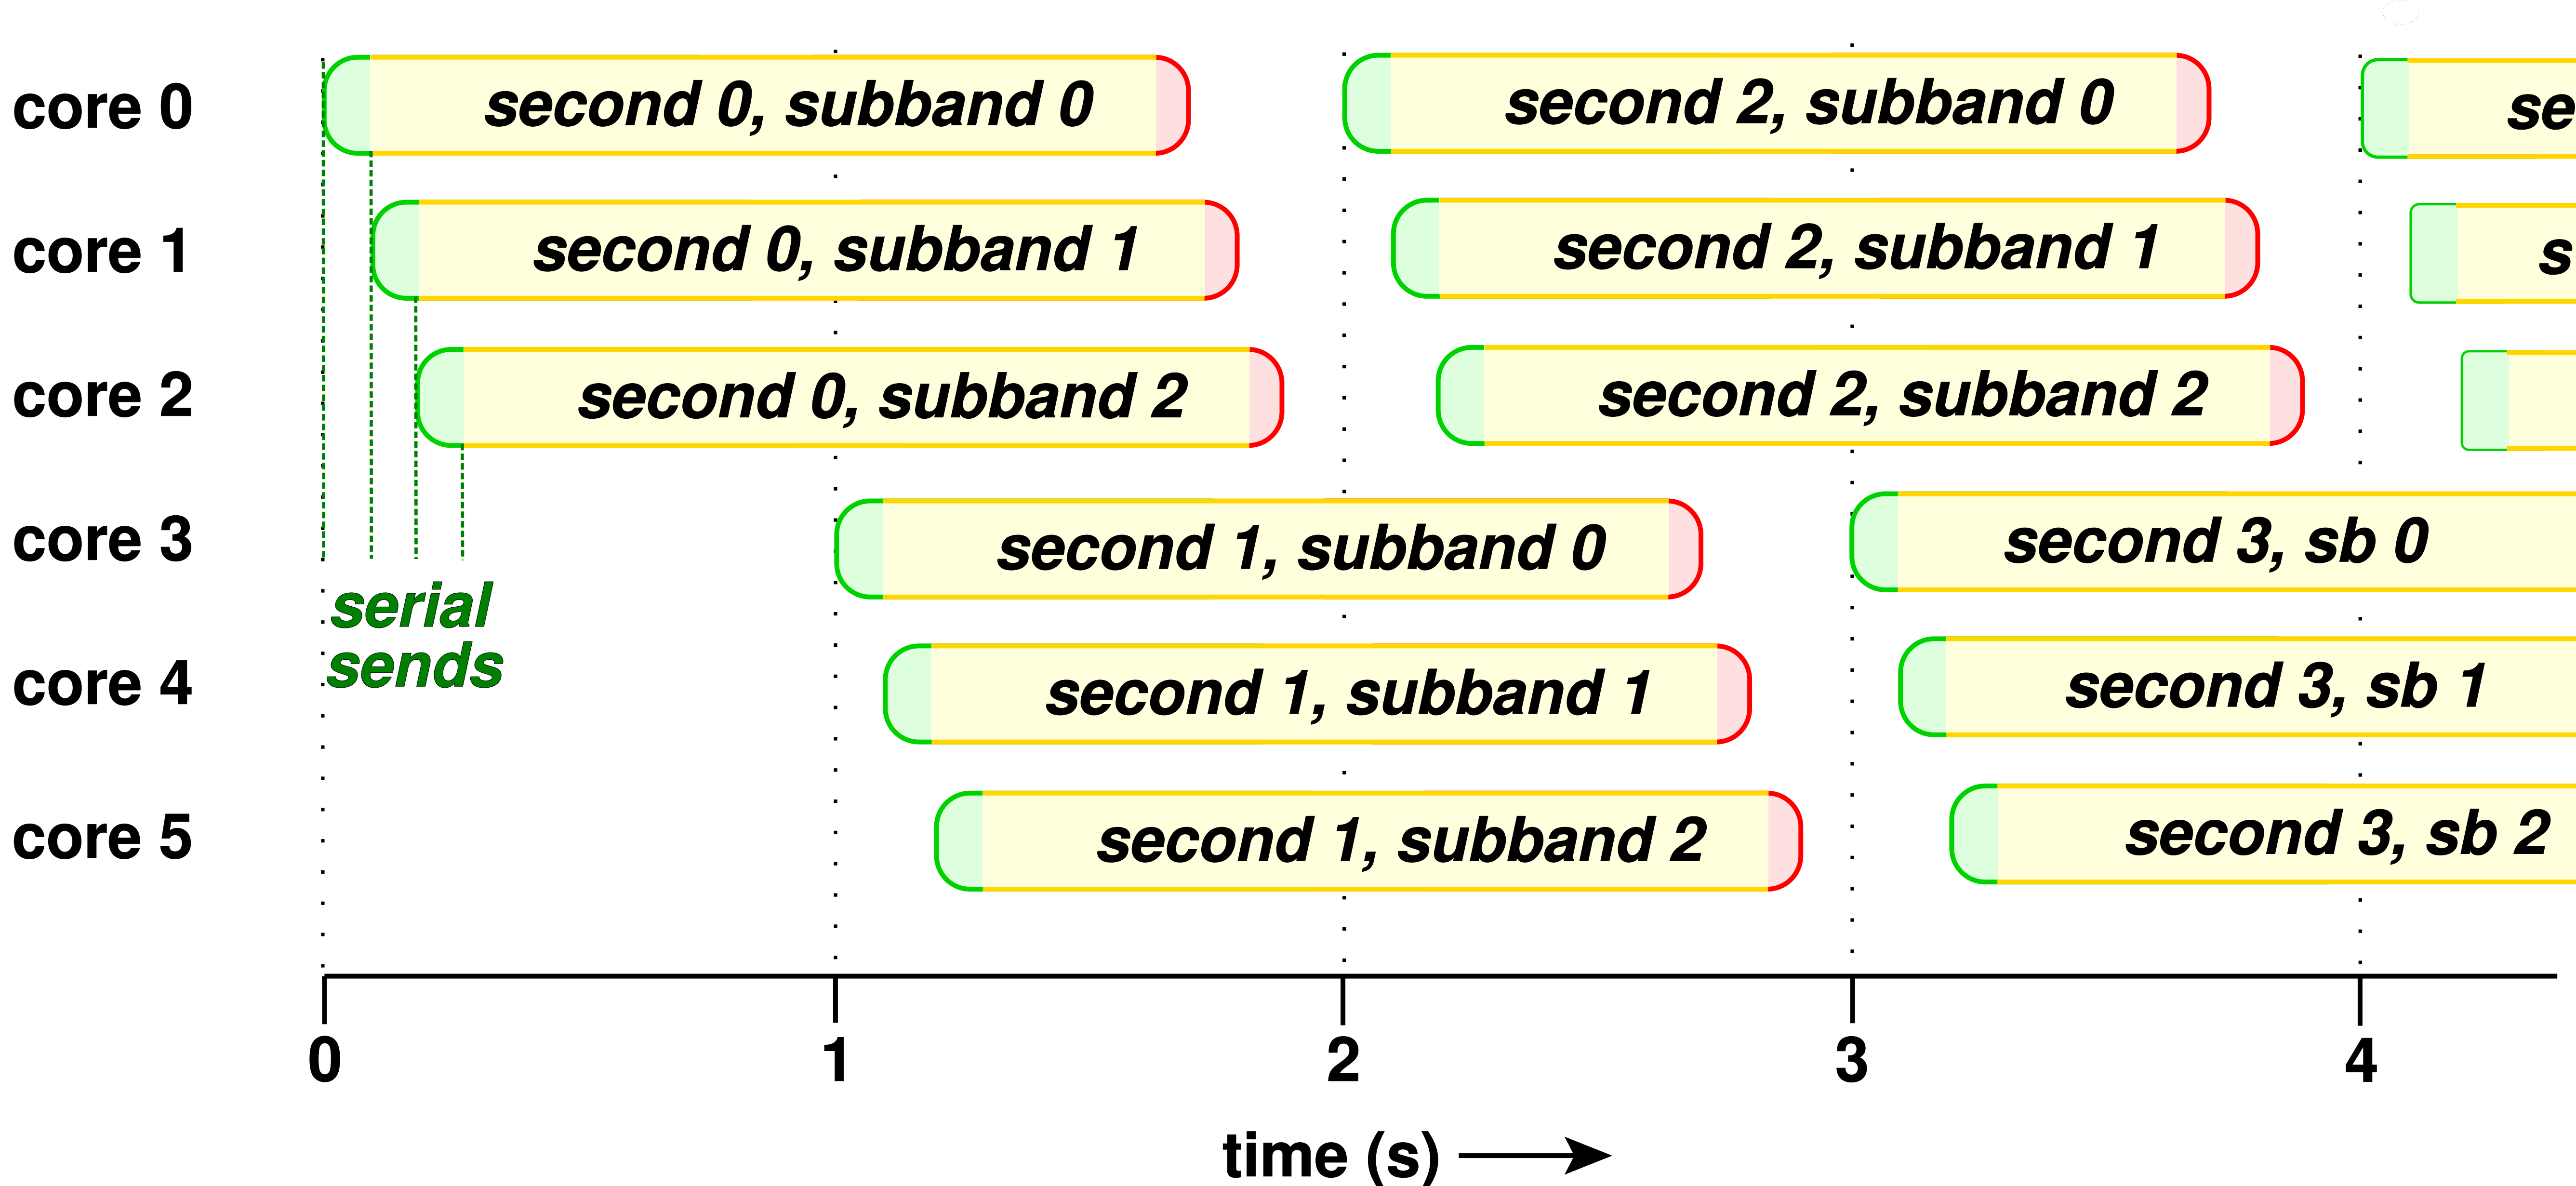 core 0
second 0, subband 0
second 2, subband 0
se
core 1
second 0, subband 1
second 2, subband 1
s
core 2
second 0, subband 2
second 2, subband 2
core 3
second 1, subband 0
second 3, sb 0
serial
sends
core 4
second 1, subband 1
second 3, sb 1
core 5
second 1, subband 2
second 3, sb 2
0
1
2
3
4
time (s)